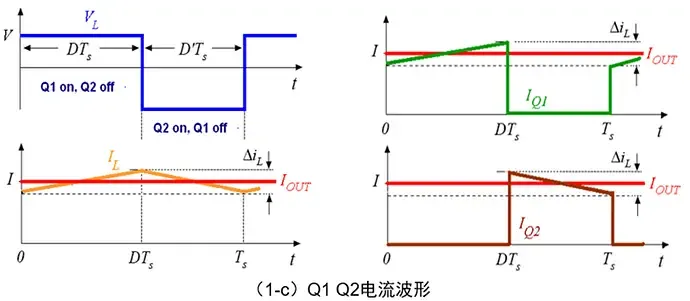 V
V_L
DT_s
D'T_s
t
Q1 on, Q2 off
Q2 on, Q1 off
I
Δi_L
I_OUT
I_Q1
0
DT_s
T_s
t
I
I_L
Δi_L
I_OUT
0
DT_s
T_s
t
I
Δi_L
I_OUT
I_Q2
0
DT_s
T_s
t
（1-c）Q1 Q2电流波形